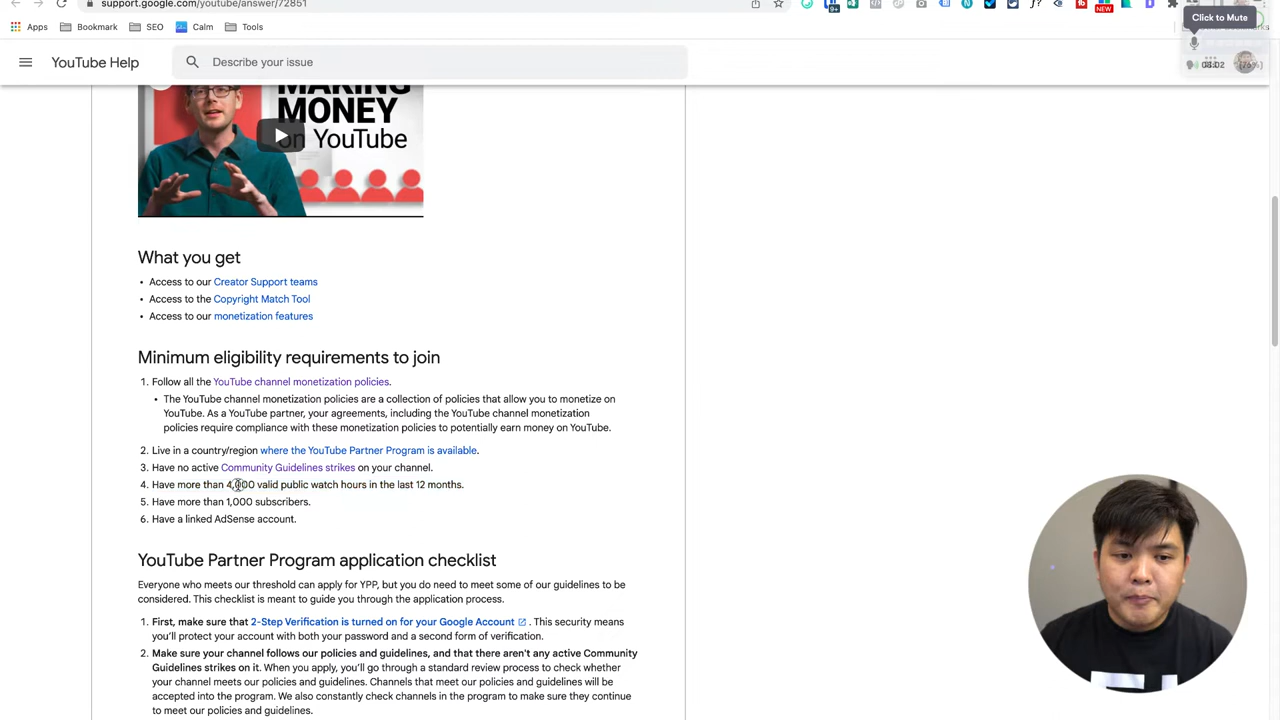 support.google.com/youtube/answer/72851
Click to Mute
Apps Bookmark SEO Calm Tools
9+
NEW
YouTube Help
Describe your issue
MAKING
MONEY
on YouTube
What you get
• Access to our Creator Support teams
• Access to the Copyright Match Tool
• Access to our monetization features
Minimum eligibility requirements to join
1. Follow all the YouTube channel monetization policies.
• The YouTube channel monetization policies are a collection of policies that allow you to monetize on
YouTube. As a YouTube partner, your agreements, including the YouTube channel monetization
policies require compliance with these monetization policies to potentially earn money on YouTube.
2. Live in a country/region where the YouTube Partner Program is available.
3. Have no active Community Guidelines strikes on your channel.
4. Have more than 4,000 valid public watch hours in the last 12 months.
5. Have more than 1,000 subscribers.
6. Have a linked AdSense account.
YouTube Partner Program application checklist
Everyone who meets our threshold can apply for YPP, but you do need to meet some of our guidelines to be
considered. This checklist is meant to guide you through the application process.
1. First, make sure that 2-Step Verification is turned on for your Google Account . This security means
you'll protect your account with both your password and a second form of verification.
2. Make sure your channel follows our policies and guidelines, and that there aren't any active Community
Guidelines strikes on it. When you apply, you'll go through a standard review process to check whether
your channel meets our policies and guidelines. Channels that meet our policies and guidelines will be
accepted into the program. We also constantly check channels in the program to make sure they continue
to meet our policies and guidelines.